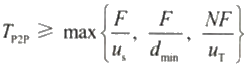 T_P2P ≥ max { F/u_s, F/d_min, NF/u_T }